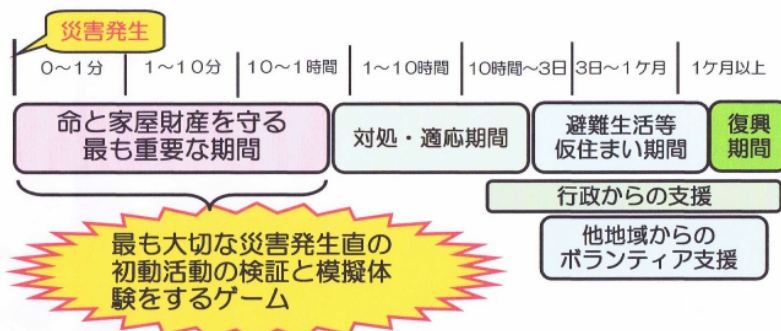 災害発生
0〜1分
1〜10分
10〜1時間
1〜10時間
10時間〜3日
3日〜1ケ月
1ケ月以上
命と家屋財産を守る
最も重要な期間
対処・適応期間
避難生活等
仮住まい期間
復興
期間
行政からの支援
他地域からの
ボランティア支援
最も大切な災害発生直の
初動活動の検証と模擬体
験をするゲーム